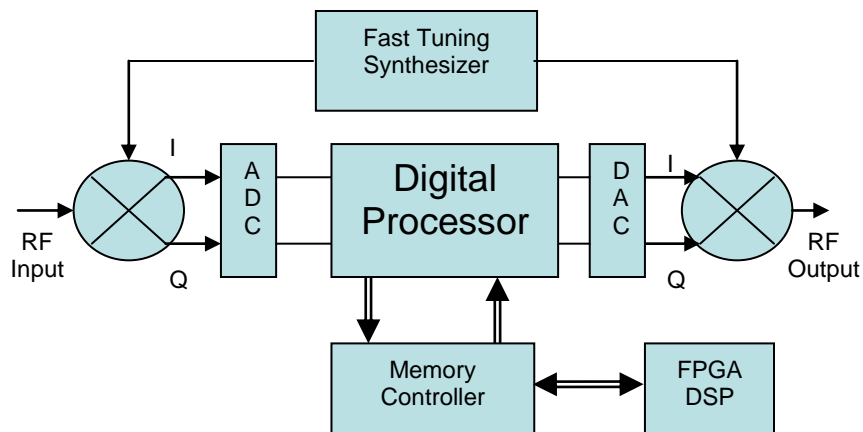 Fast Tuning
Synthesizer
I
A
D
C
Digital
Processor
D
A
C
I
RF
Input
Q
Q
RF
Output
Memory
Controller
FPGA
DSP